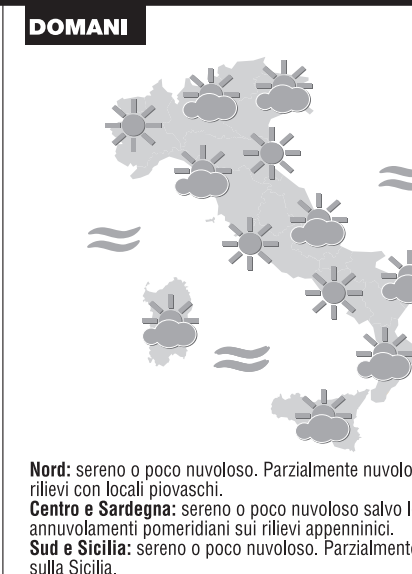 DOMANI
Nord: sereno o poco nuvoloso. Parzialmente
rilievi con locali piovaschi.
Centro e Sardegna: sereno o poco nuvoloso salvo
annuvolamenti pomeridiani sui rilievi appenninici.
Sud e Sicilia: sereno o poco nuvoloso. Parzialmente
sulla Sicilia.